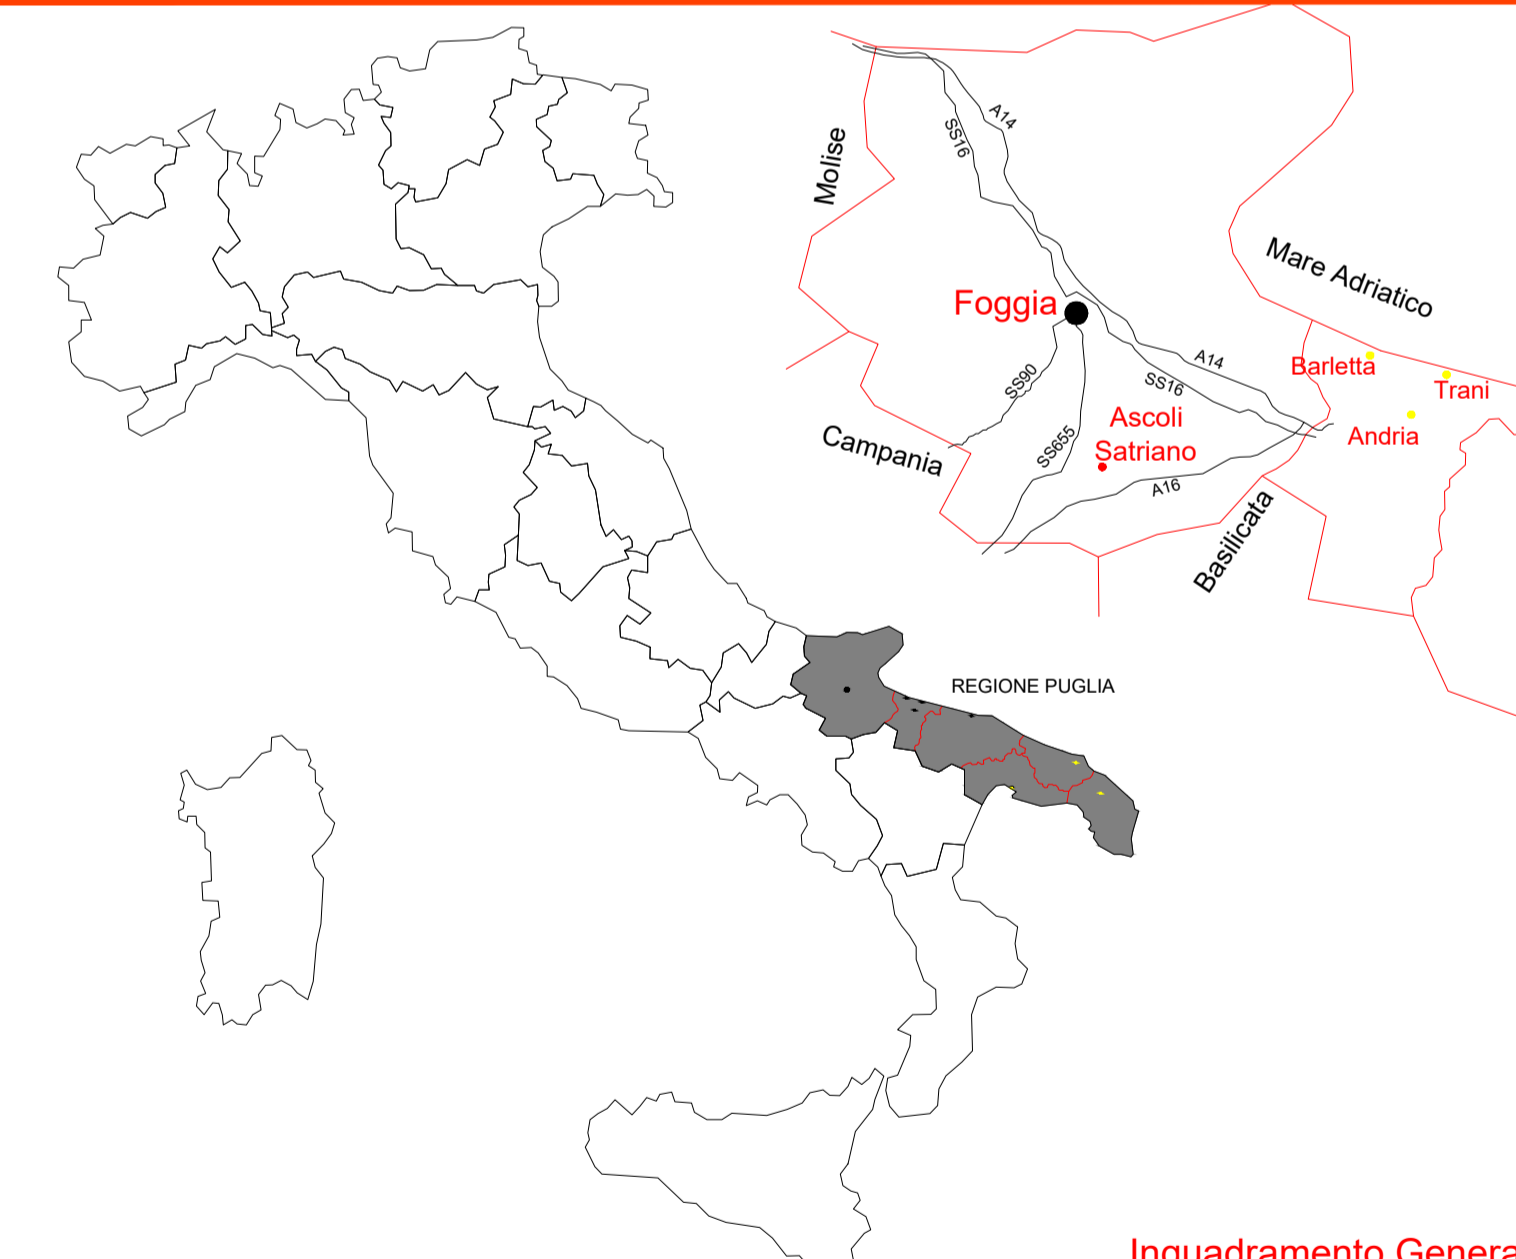 A14
SS16
Molise
Mare Adriatico
Foggia
A14
Barletta
SS90
SS16
Trani
Ascoli
Satriano
Andria
Campania
SS655
A16
Basilicata
REGIONE PUGLIA
Inquadramento Genera